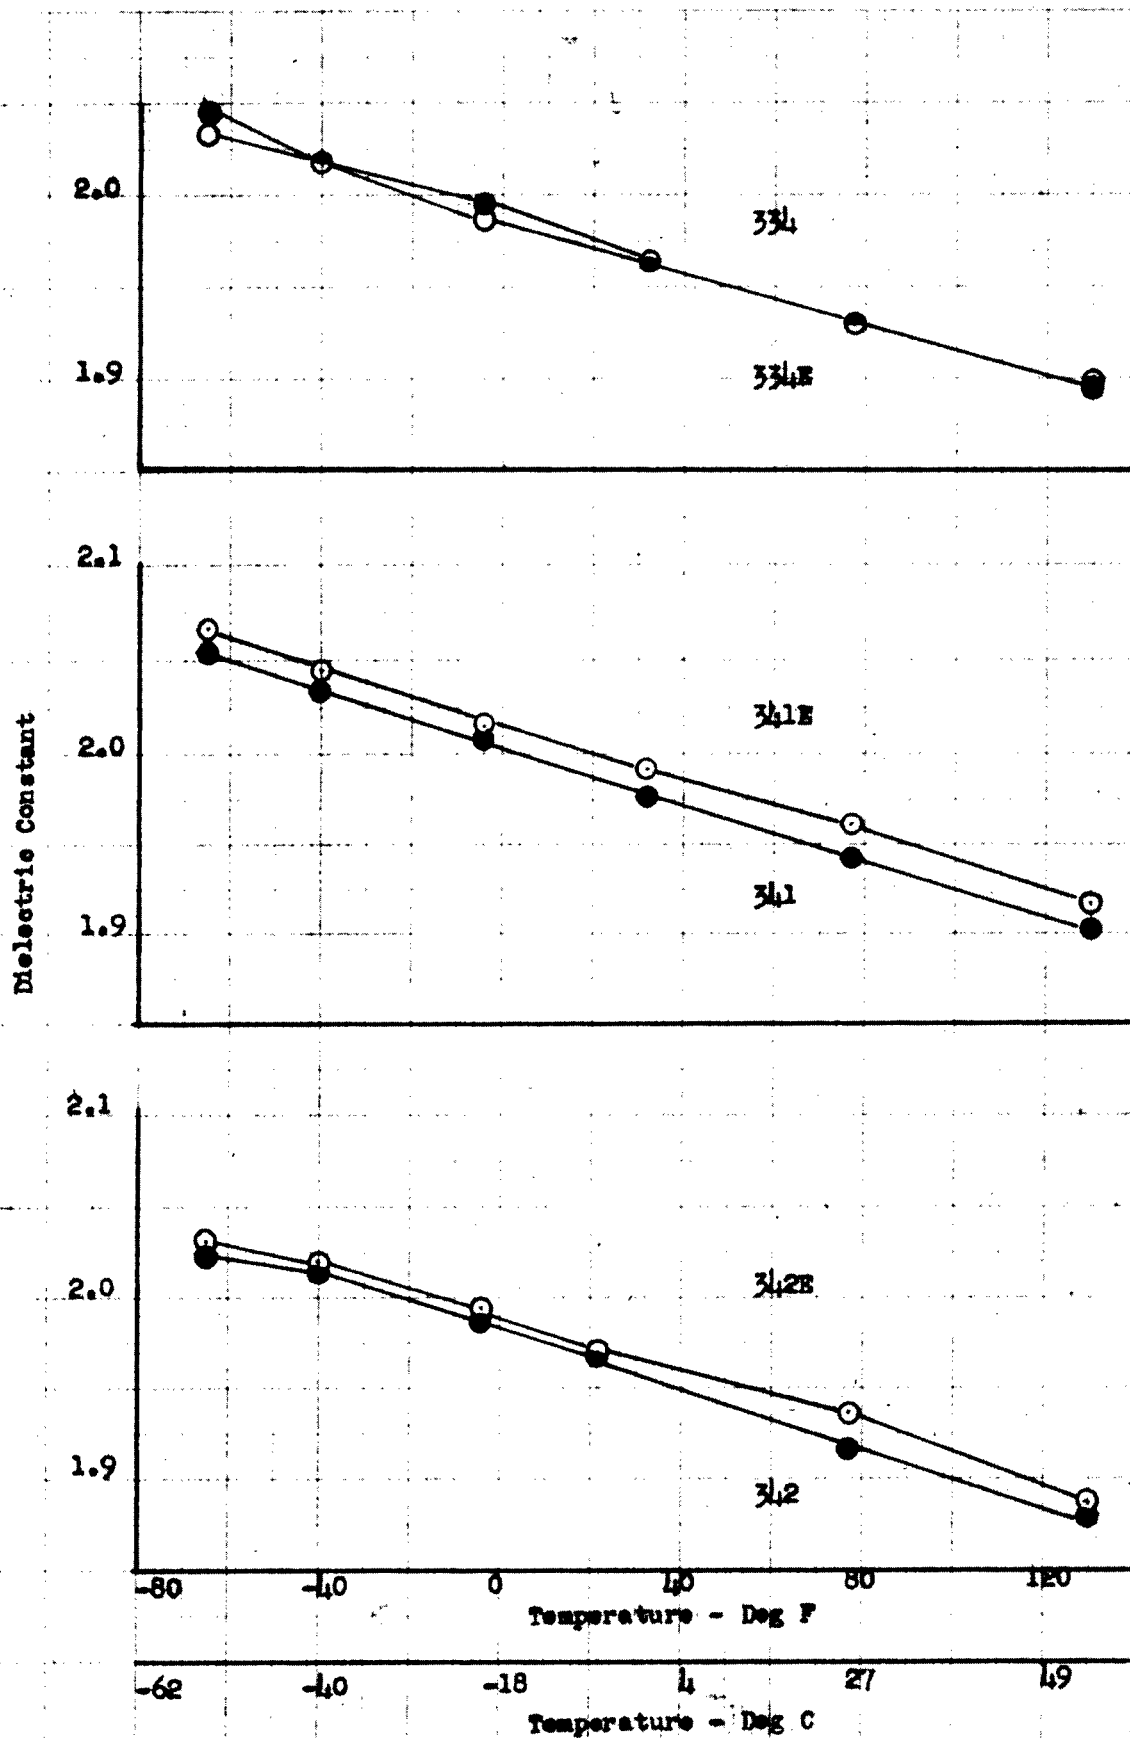 2.0
334
1.9
334E
2.1
341E
2.0
341
1.9
Dielectric Constant
2.1
2.0
342E
1.9
342
-80 -40 0 40 80 120
Temperature - Deg F
-62 -40 -18 4 27 49
Temperature - Deg C